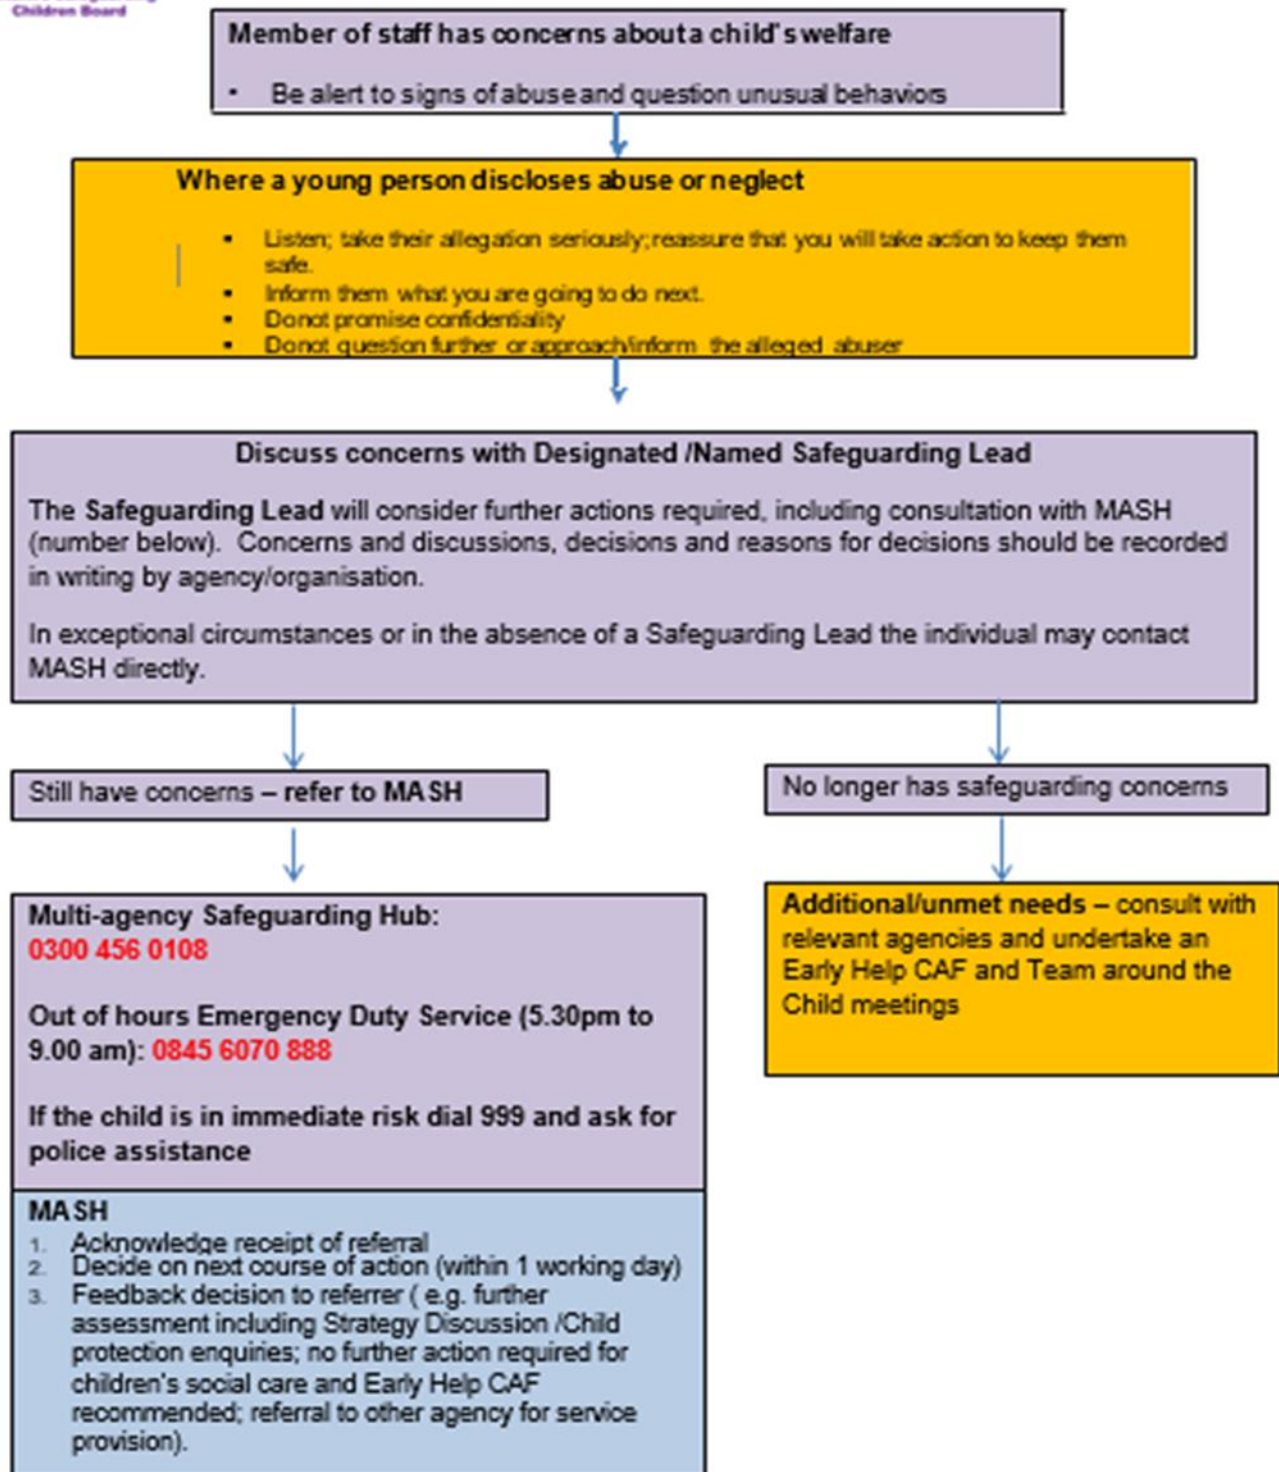 Children Board
Member of staff has concerns about a child's welfare
▪ Be alert to signs of abuse and question unusual behaviors
Where a young person discloses abuse or neglect
▪ Listen; take their allegation seriously; reassure that you will take action to keep them
safe.
▪ Inform them what you are going to do next.
▪ Do not promise confidentiality
▪ Do not question further or approach/inform the alleged abuser
Discuss concerns with Designated /Named Safeguarding Lead
The Safeguarding Lead will consider further actions required, including consultation with MASH
(number below). Concerns and discussions, decisions and reasons for decisions should be recorded
in writing by agency/organisation.
In exceptional circumstances or in the absence of a Safeguarding Lead the individual may contact
MASH directly.
Still have concerns – refer to MASH
No longer has safeguarding concerns
Multi-agency Safeguarding Hub:
0300 456 0108
Out of hours Emergency Duty Service (5.30pm to
9.00 am): 0845 6070 888
If the child is in immediate risk dial 999 and ask for
police assistance
Additional/unmet needs – consult with
relevant agencies and undertake an
Early Help CAF and Team around the
Child meetings
MASH
1. Acknowledge receipt of referral
2. Decide on next course of action (within 1 working day)
3. Feedback decision to referrer ( e.g. further
assessment including Strategy Discussion /Child
protection enquiries; no further action required for
children's social care and Early Help CAF
recommended; referral to other agency for service
provision).